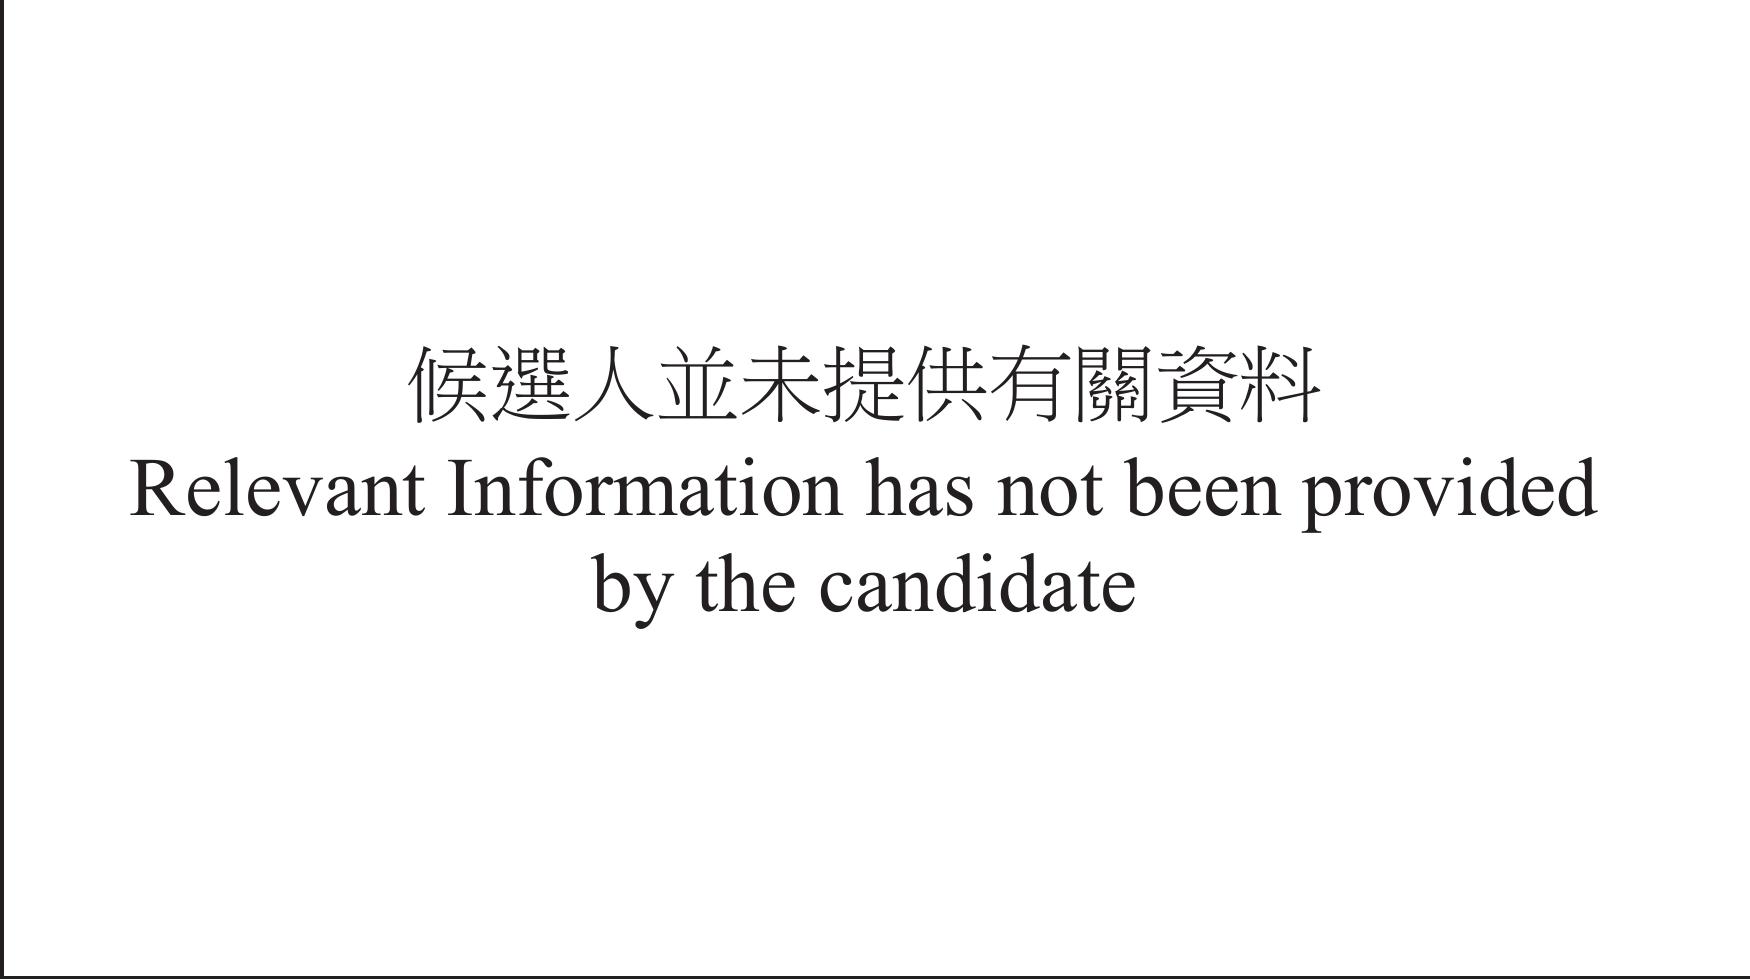 候選人並未提供有關資料
Relevant Information has not been provided
by the candidate